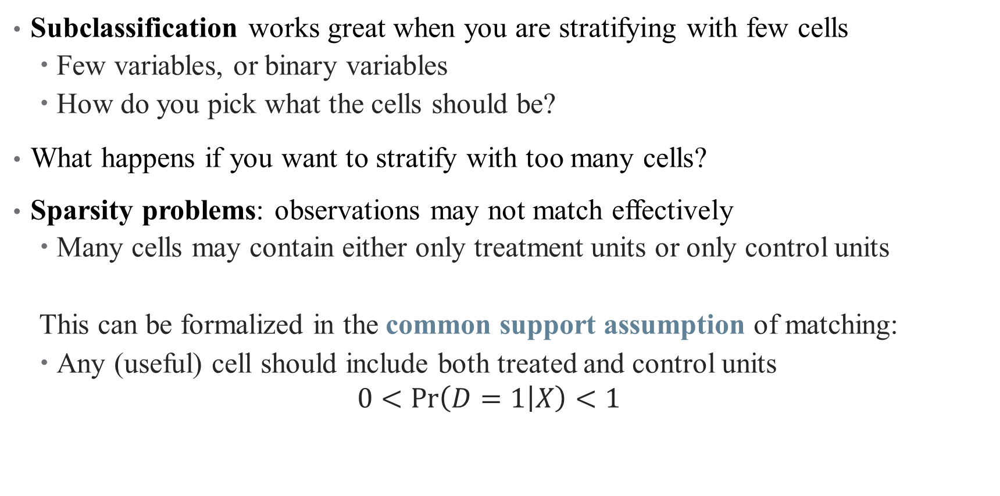 • Subclassification works great when you are stratifying with few cells
• Few variables, or binary variables
• How do you pick what the cells should be?
• What happens if you want to stratify with too many cells?
• Sparsity problems: observations may not match effectively
• Many cells may contain either only treatment units or only control units
This can be formalized in the common support assumption of matching:
• Any (useful) cell should include both treated and control units
0 < Pr(𝐷 = 1|𝑋) < 1